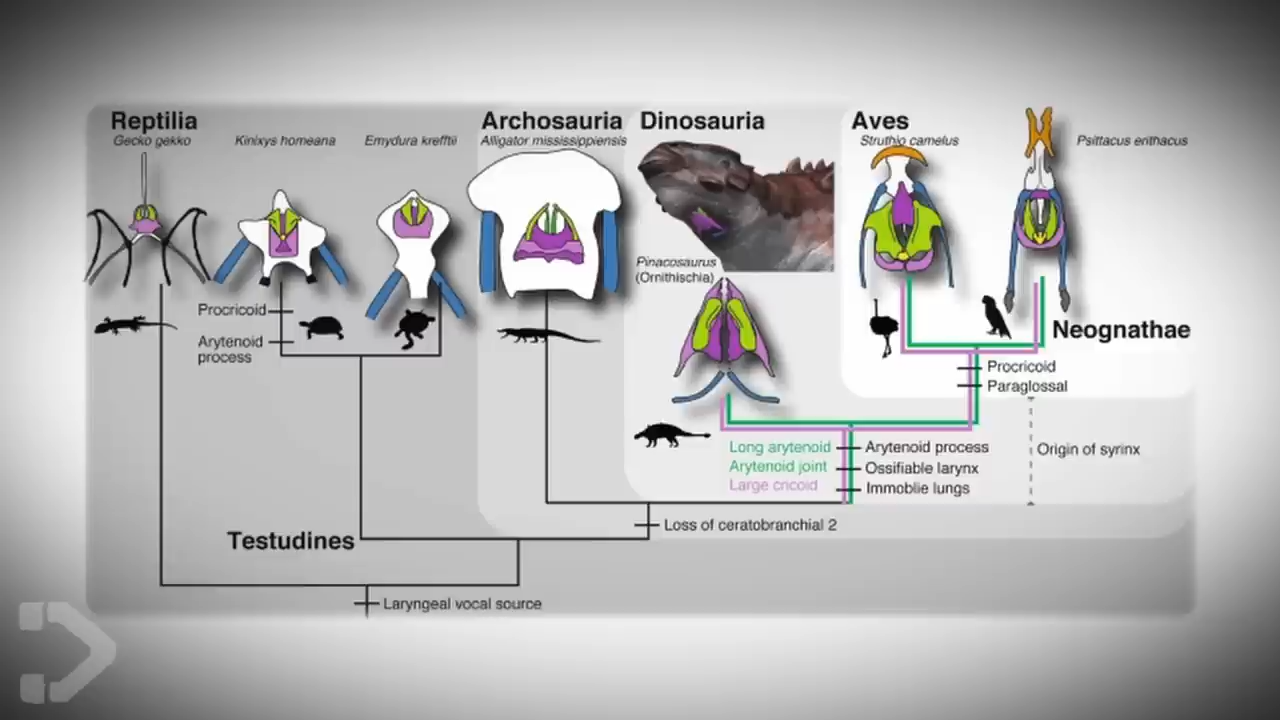 Reptilia
Gecko gekko
Kinixys homeana
Emydura krefftii
Archosauria
Alligator mississippiensis
Dinosauria
Aves
Struthio camelus
Psittacus erithacus
Pinacosaurus
(Ornithischia)
Procricoid
Arytenoid
process
Neognathae
Procricoid
Paraglossal
Long arytenoid
Arytenoid joint
Large cricoid
Arytenoid process
Ossifiable larynx
Immoblie lungs
Origin of syrinx
Loss of ceratobranchial 2
Testudines
Laryngeal vocal source